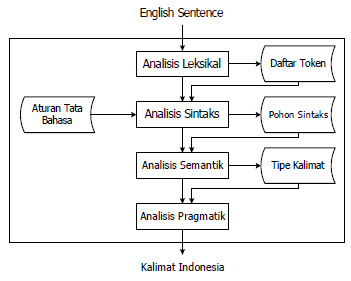 English Sentence
Analisis Leksikal
Daftar Token
Aturan Tata
Bahasa
Analisis Sintaks
Pohon Sintaks
Analisis Semantik
Tipe Kalimat
Analisis Pragmatik
Kalimat Indonesia